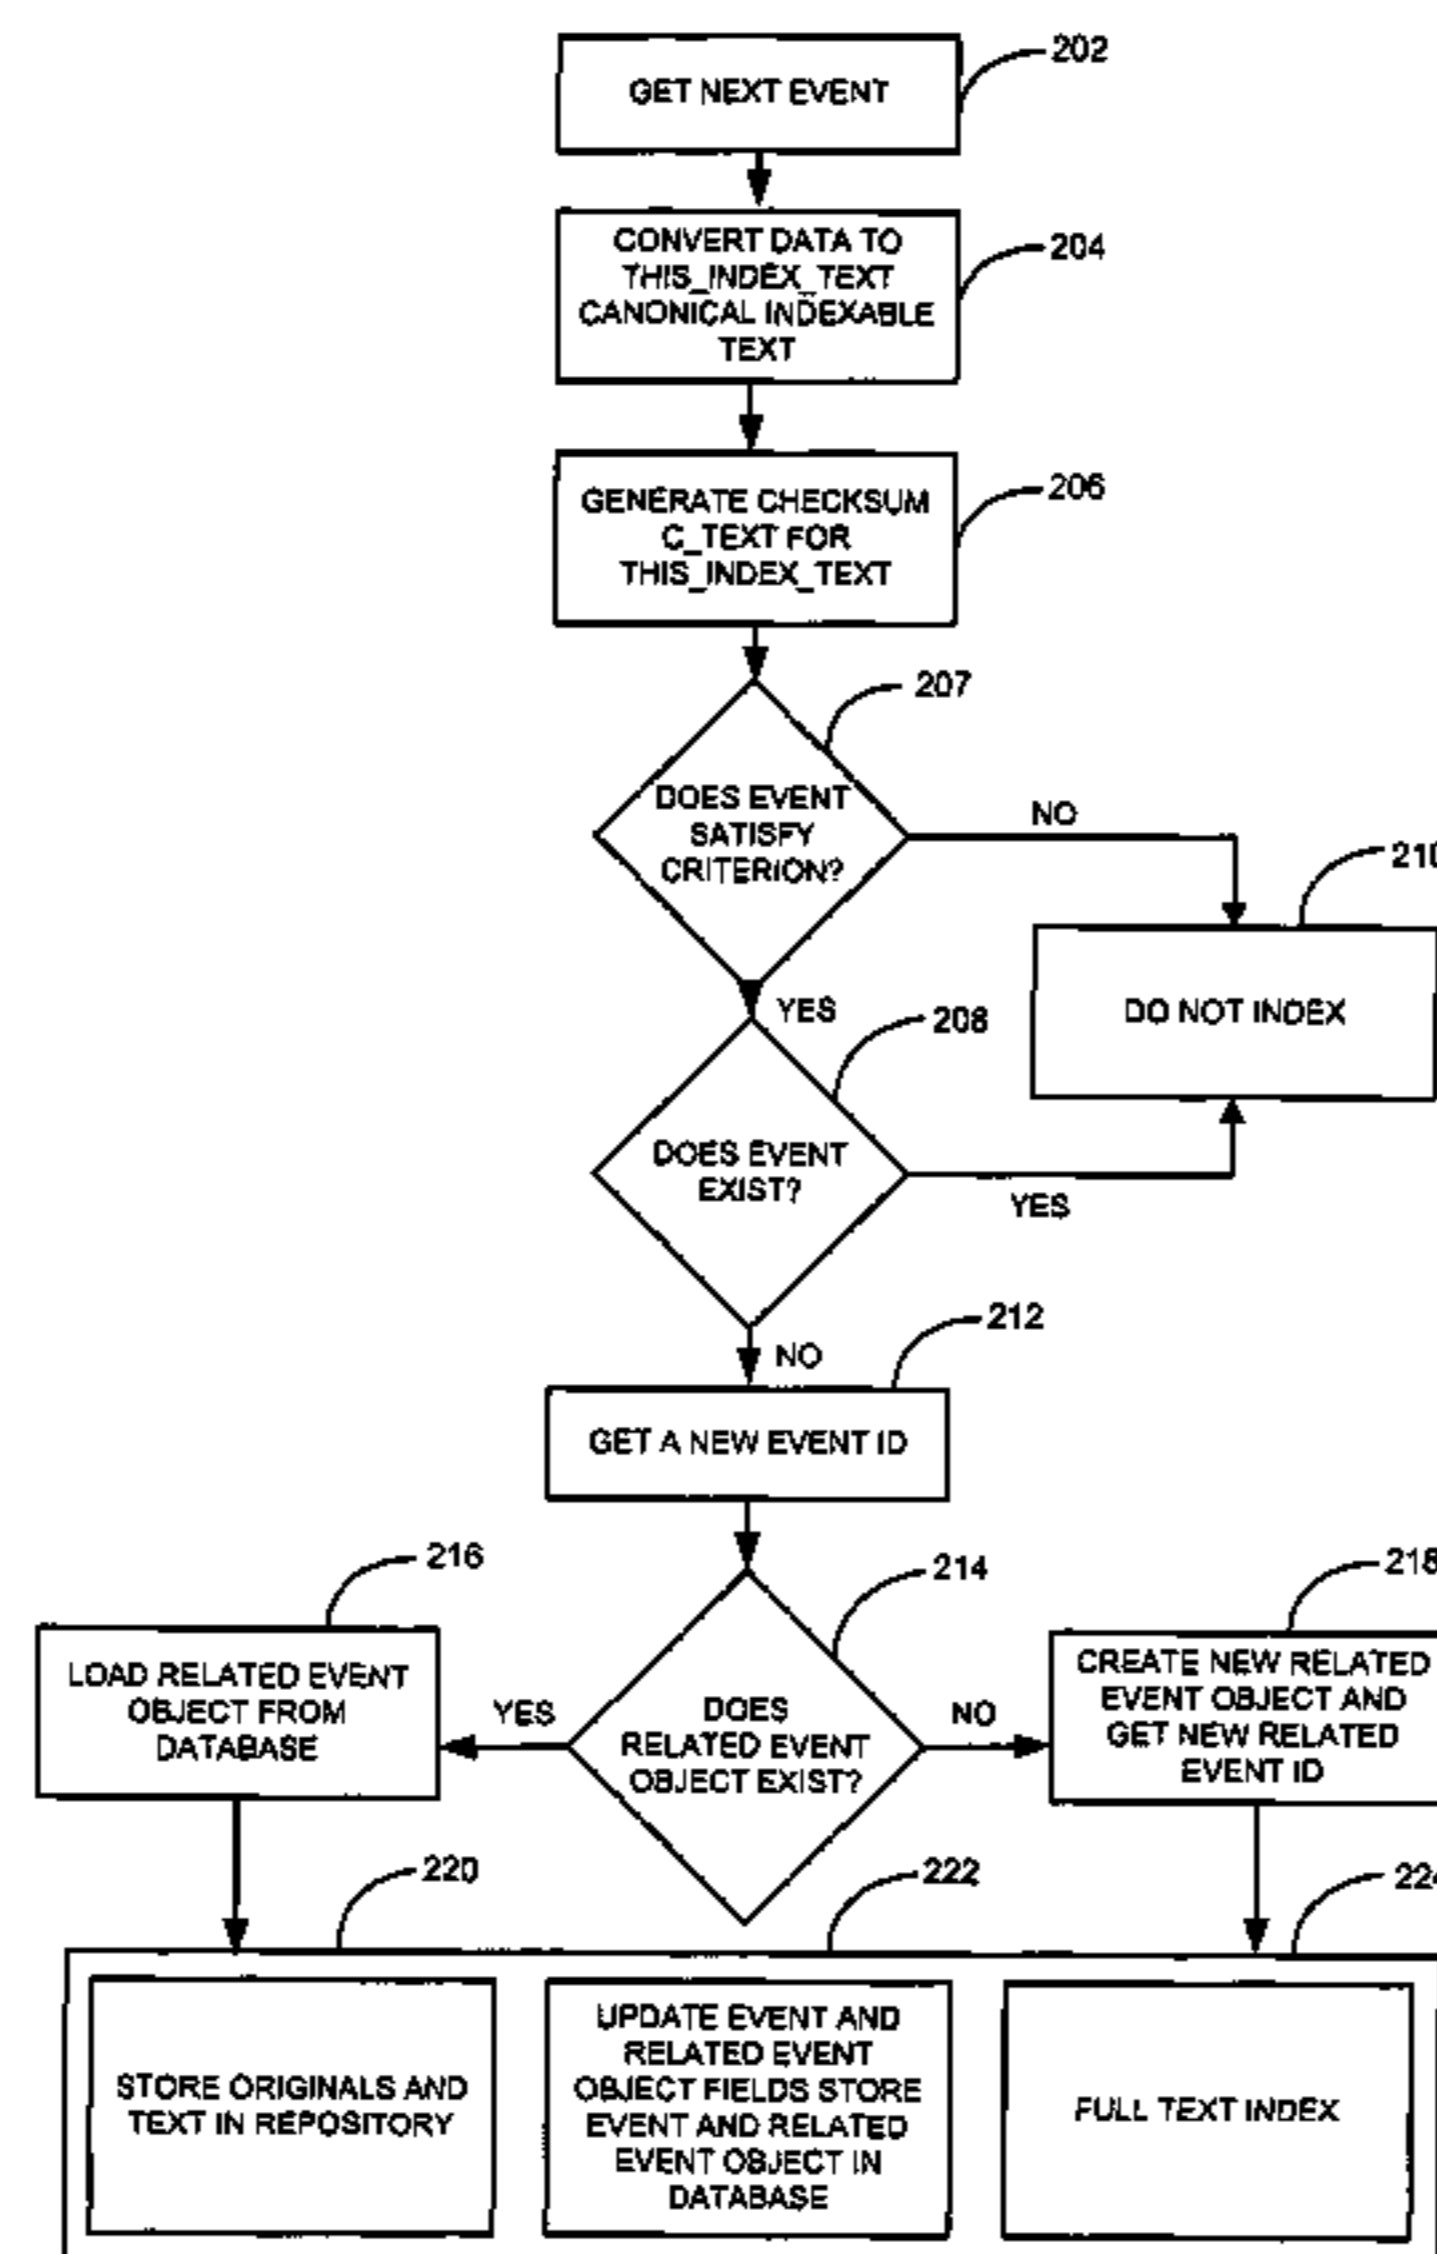 202
GET NEXT EVENT
204
CONVERT DATA TO
THIS_INDEX_TEXT
CANONICAL INDEXABLE
TEXT
206
GENERATE CHECKSUM
C_TEXT FOR
THIS_INDEX_TEXT
207
DOES EVENT
SATISFY
CRITERION?
NO
210
DO NOT INDEX
YES
208
DOES EVENT
EXIST?
YES
212
NO
GET A NEW EVENT ID
216
214
218
LOAD RELATED EVENT
OBJECT FROM
DATABASE
YES
DOES
RELATED EVENT
OBJECT EXIST?
NO
CREATE NEW RELATED
EVENT OBJECT AND
GET NEW RELATED
EVENT ID
220
222
224
STORE ORIGINALS AND
TEXT IN REPOSITORY
UPDATE EVENT AND
RELATED EVENT
OBJECT FIELDS STORE
EVENT AND RELATED
EVENT OBJECT IN
DATABASE
FULL TEXT INDEX